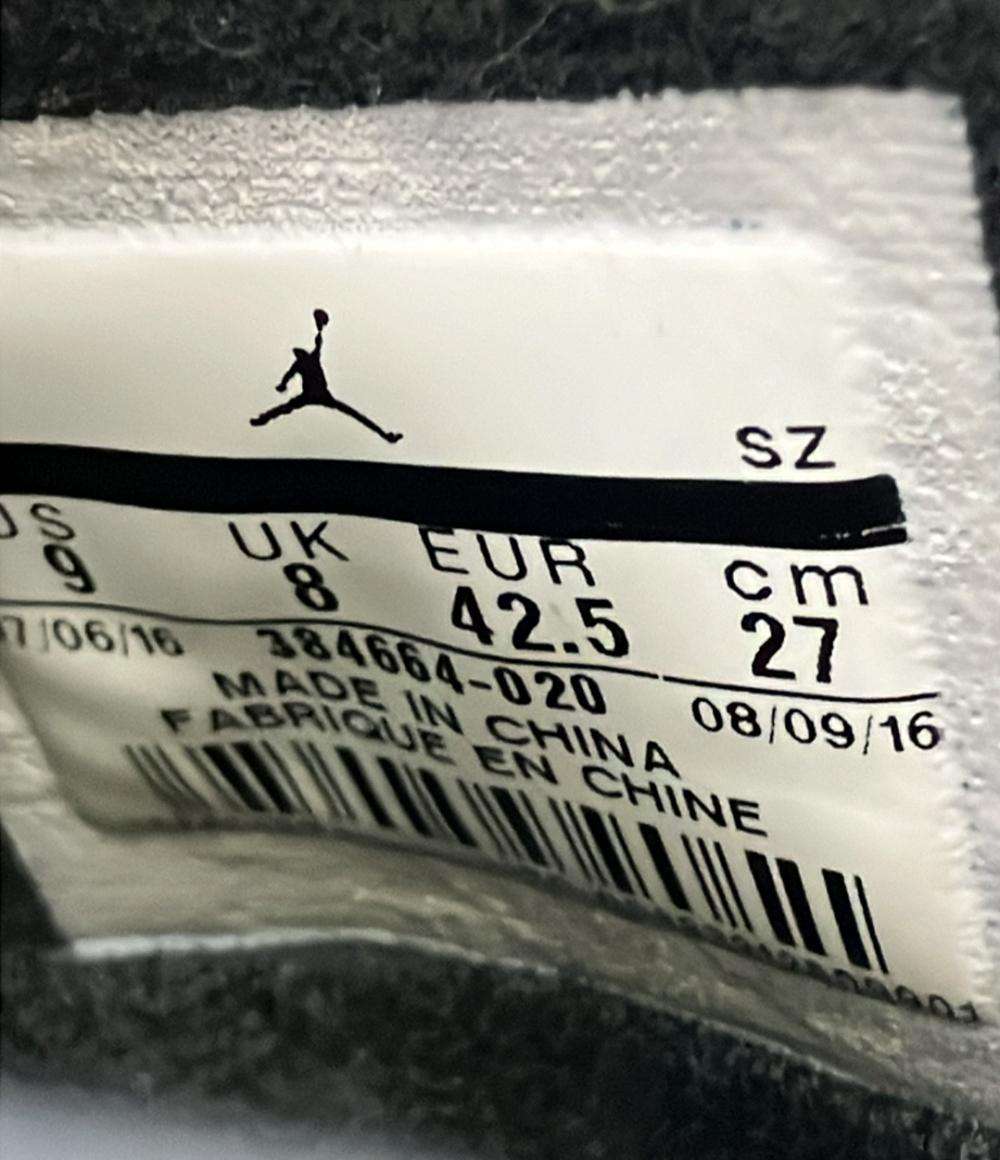 SZ
US UK EUR cm
9 8 42.5 27
7/06/16 384664-020 08/09/16
MADE IN CHINA
FABRIQUE EN CHINE